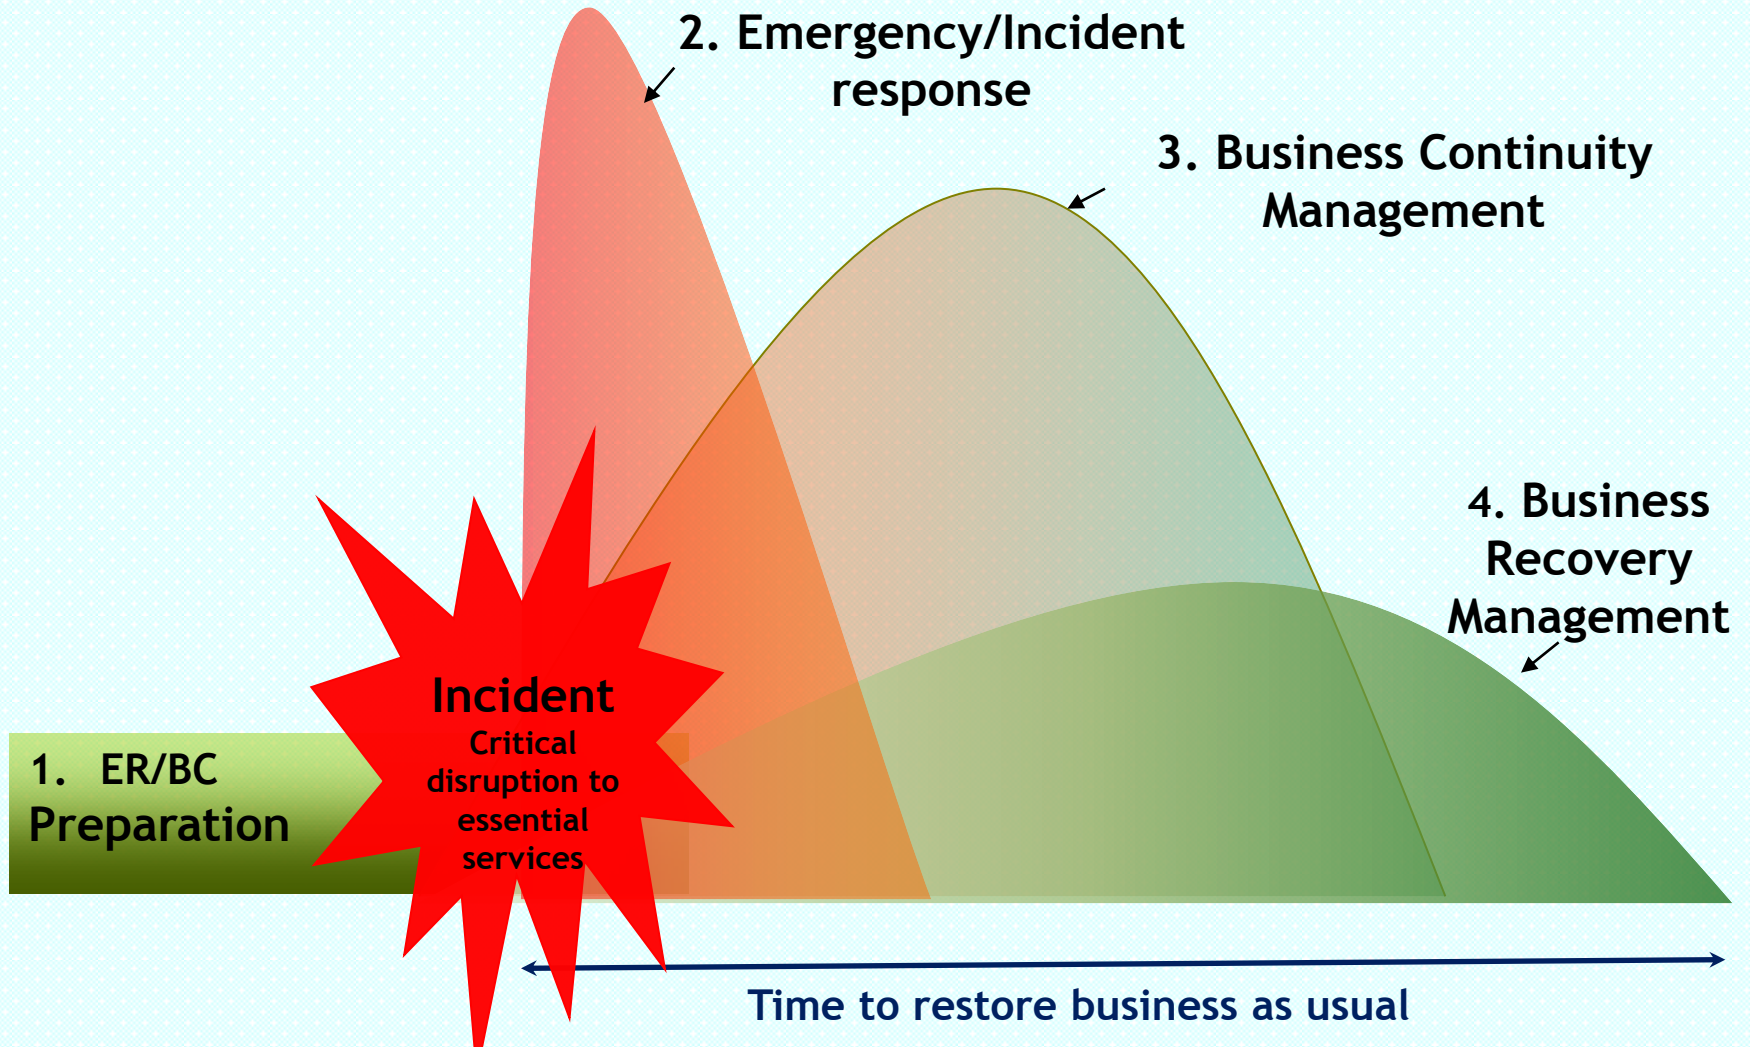 2. Emergency/Incident
response
3. Business Continuity
Management
4. Business
Recovery
Management
Incident
Critical
disruption to
essential
services
1. ER/BC
Preparation
Time to restore business as usual